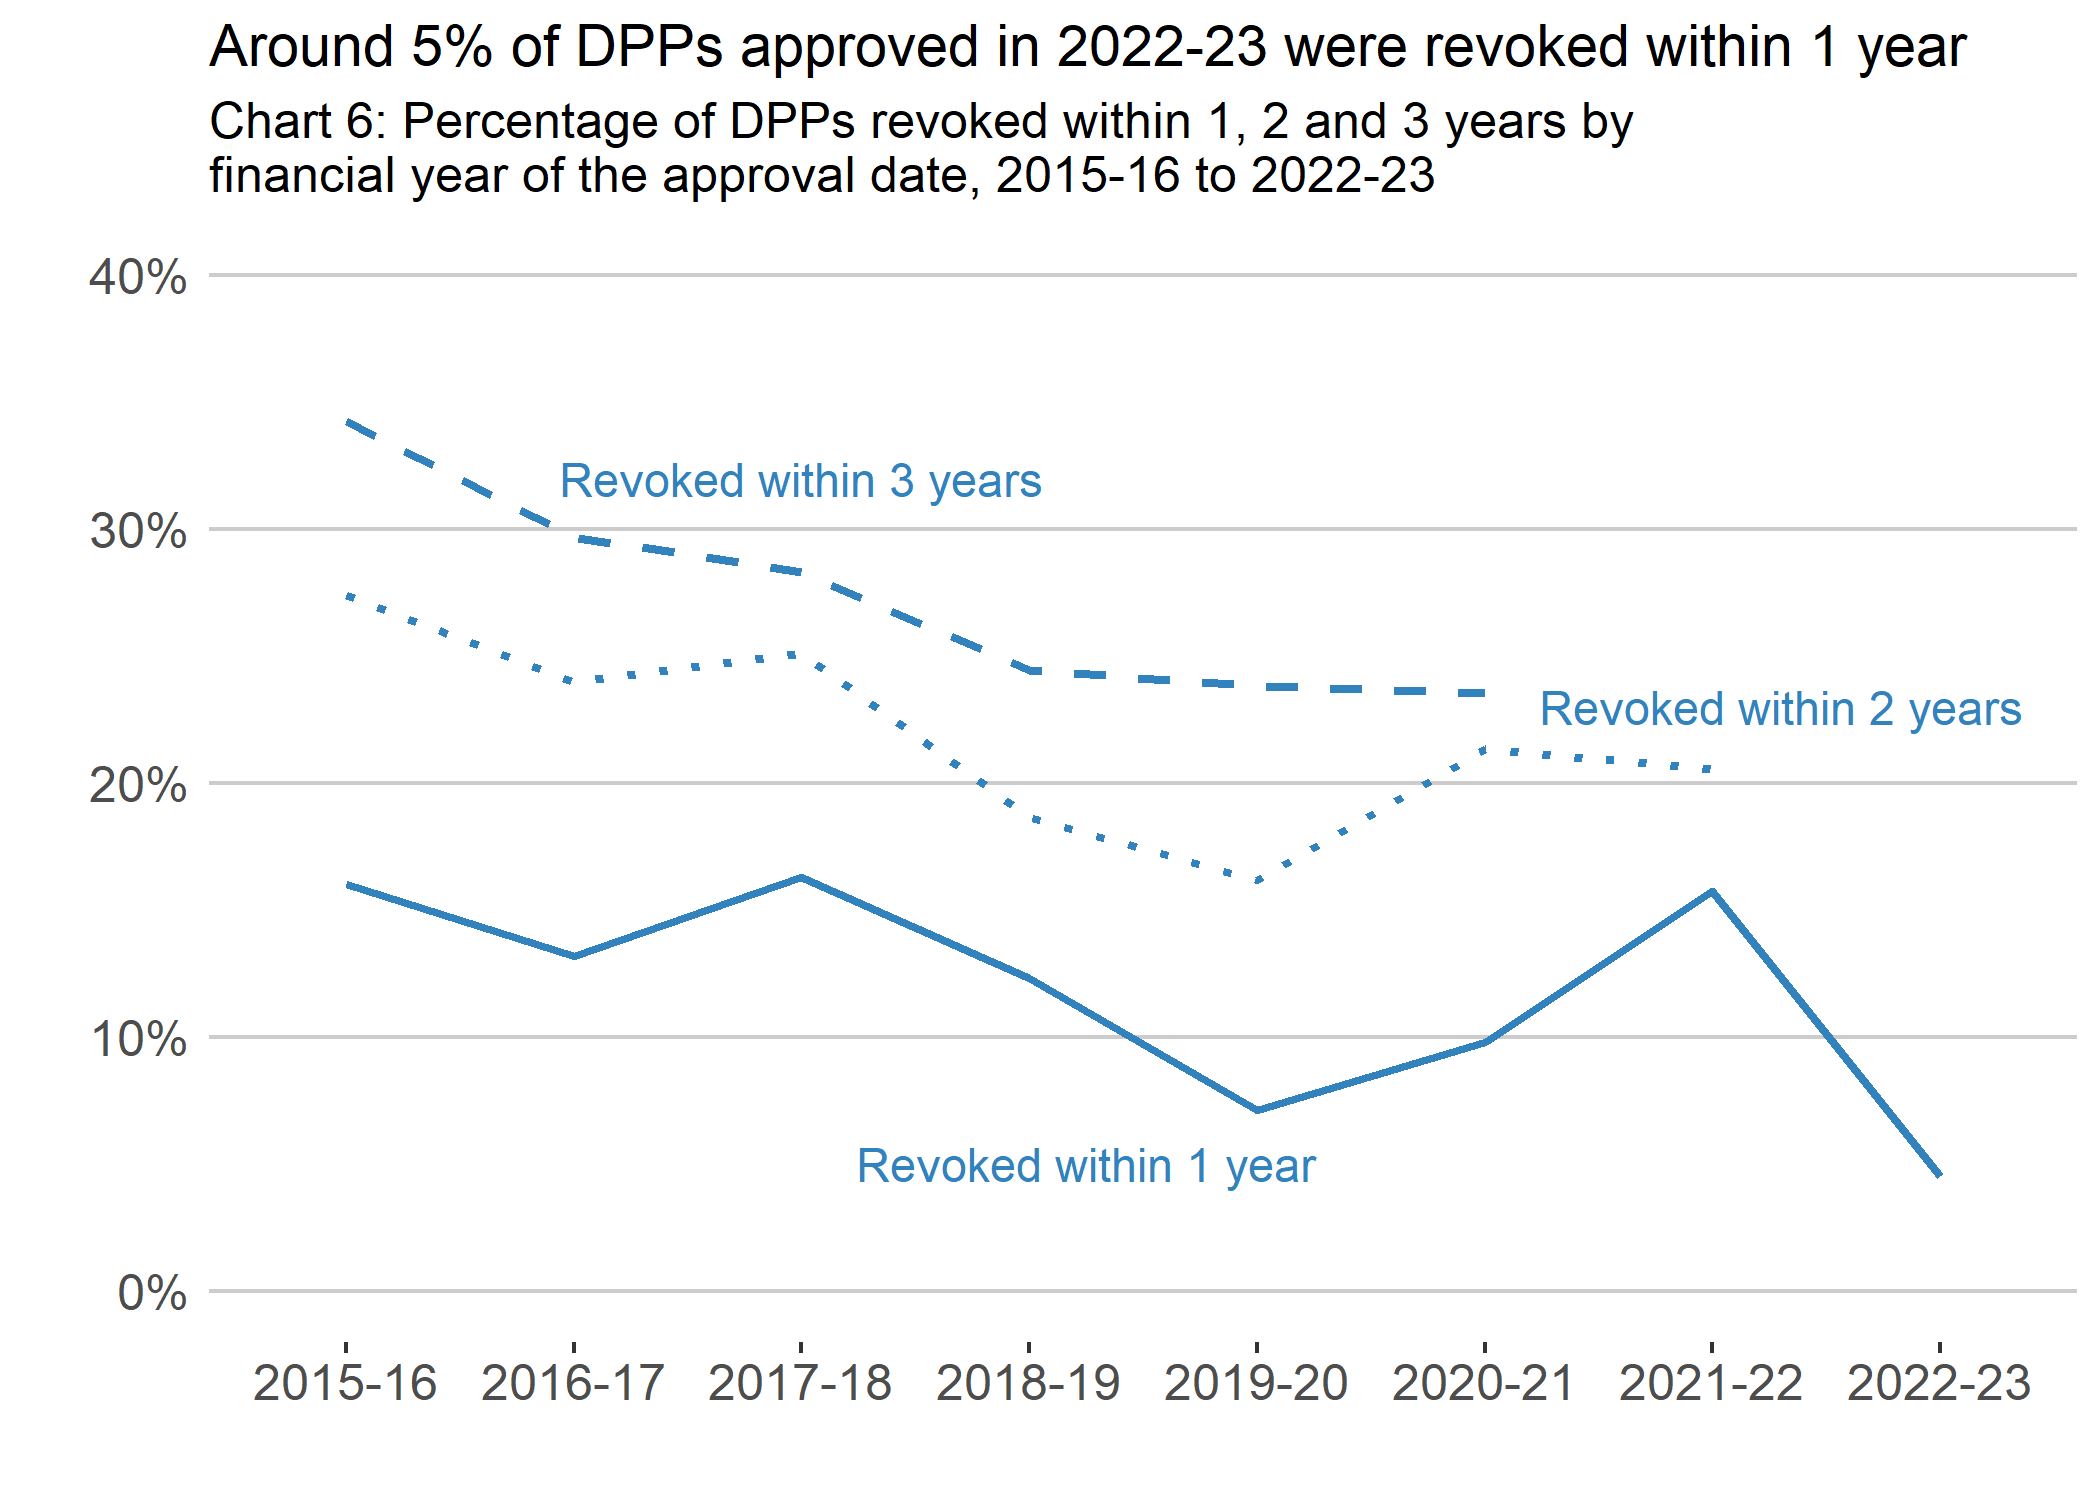 Around 5% of DPPs approved in 2022-23 were revoked within 1 year
Chart 6: Percentage of DPPs revoked within 1, 2 and 3 years by
financial year of the approval date, 2015-16 to 2022-23
40%
Revoked within 3 years
30%
Revoked within 2 years
20%
10%
Revoked within 1 year
0%
2015-16 2016-17 2017-18 2018-19 2019-20 2020-21 2021-22 2022-23